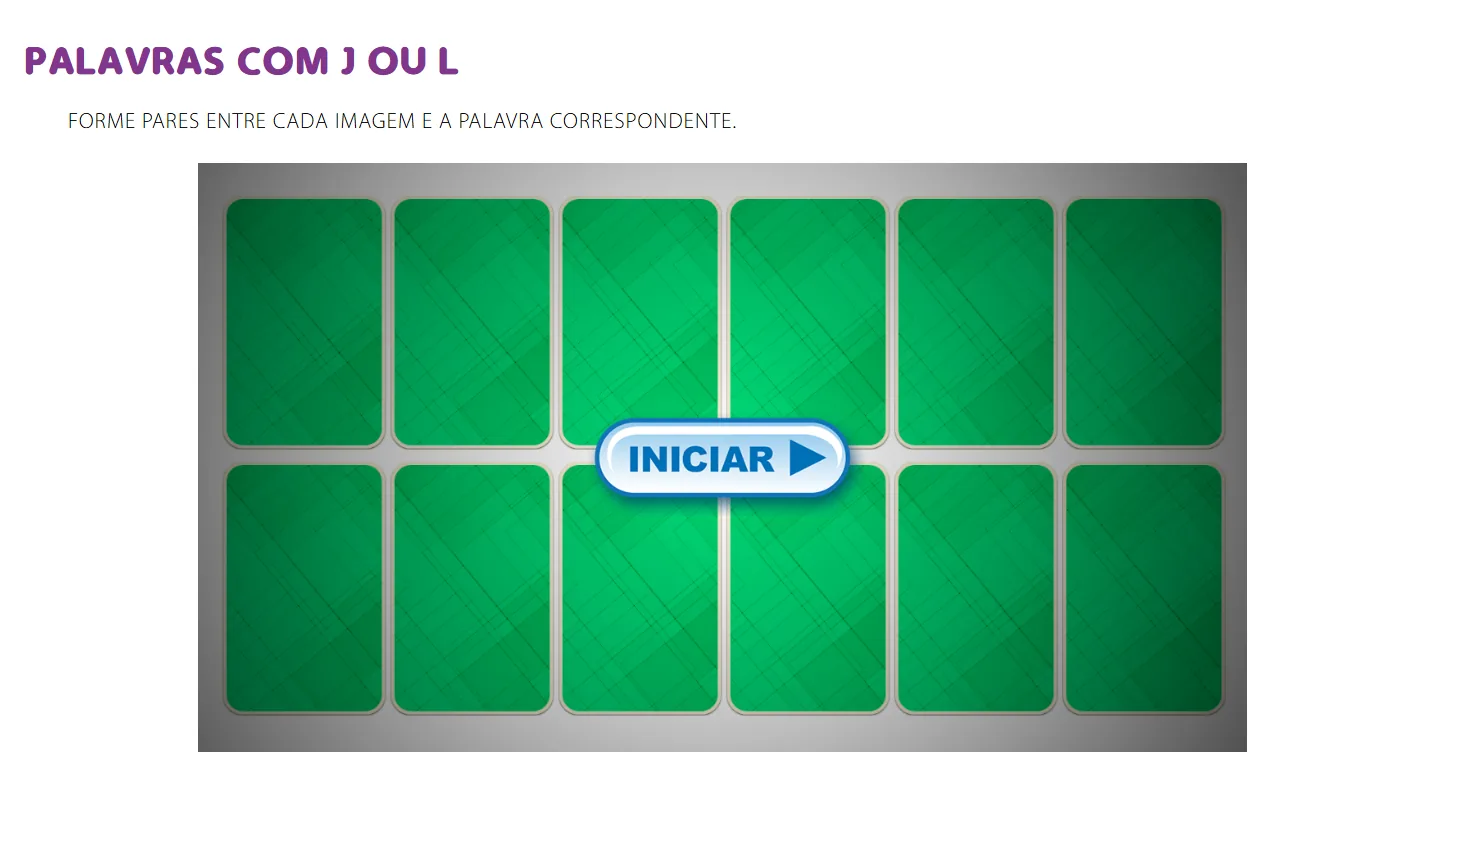 PALAVRAS COM J OU L
FORME PARES ENTRE CADA IMAGEM E A PALAVRA CORRESPONDENTE.
INICIAR